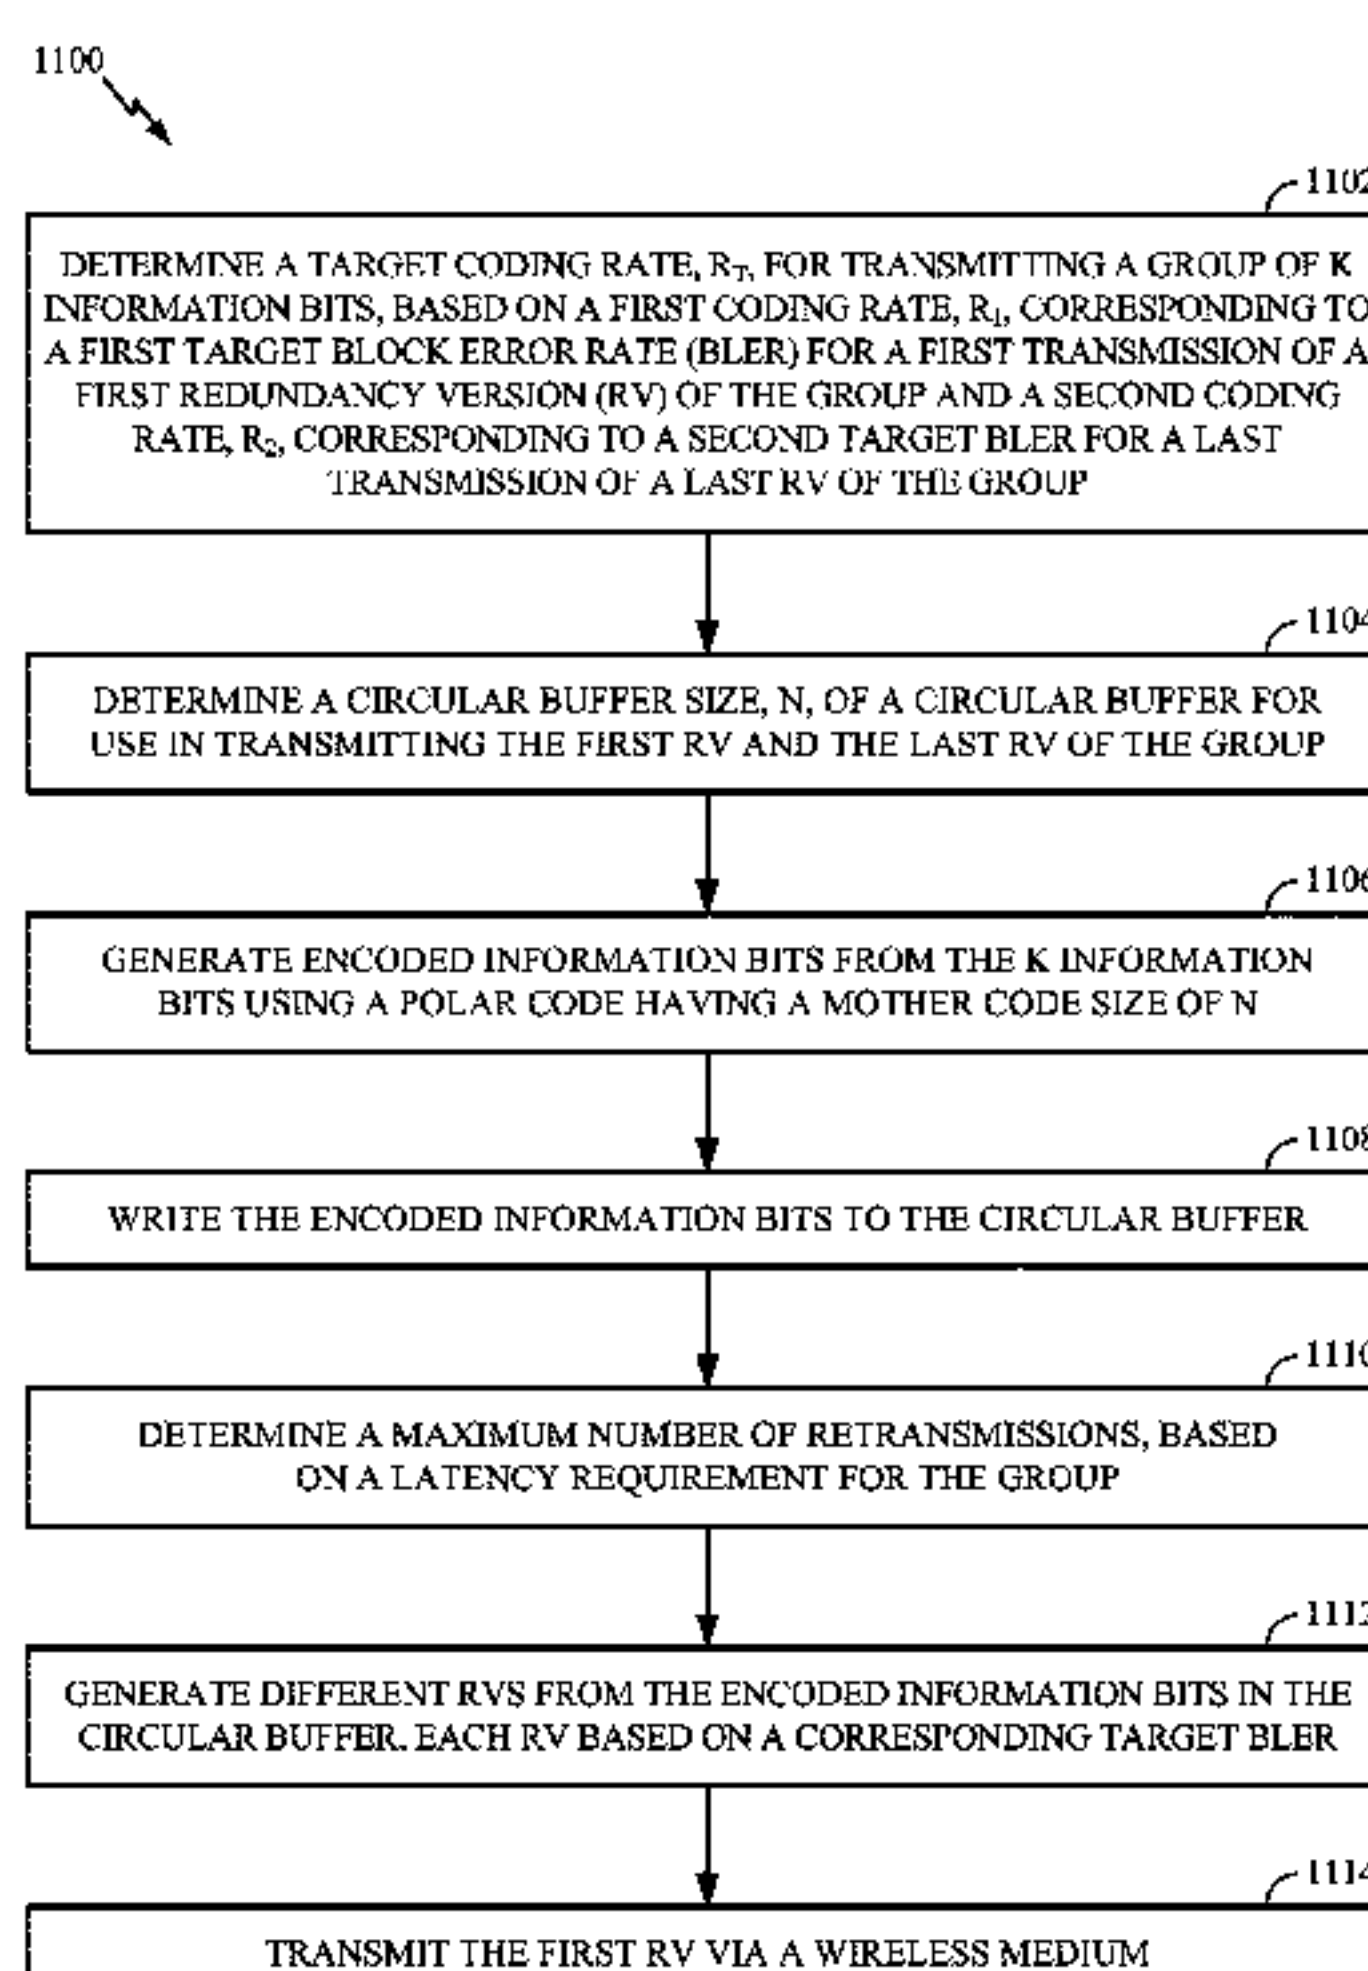 1100
1102
DETERMINE A TARGET CODING RATE, R_T, FOR TRANSMITTING A GROUP OF K
INFORMATION BITS, BASED ON A FIRST CODING RATE, R_1, CORRESPONDING TO
A FIRST TARGET BLOCK ERROR RATE (BLER) FOR A FIRST TRANSMISSION OF A
FIRST REDUNDANCY VERSION (RV) OF THE GROUP AND A SECOND CODING
RATE, R_2, CORRESPONDING TO A SECOND TARGET BLER FOR A LAST
TRANSMISSION OF A LAST RV OF THE GROUP
1104
DETERMINE A CIRCULAR BUFFER SIZE, N, OF A CIRCULAR BUFFER FOR
USE IN TRANSMITTING THE FIRST RV AND THE LAST RV OF THE GROUP
1106
GENERATE ENCODED INFORMATION BITS FROM THE K INFORMATION
BITS USING A POLAR CODE HAVING A MOTHER CODE SIZE OF N
1108
WRITE THE ENCODED INFORMATION BITS TO THE CIRCULAR BUFFER
1110
DETERMINE A MAXIMUM NUMBER OF RETRANSMISSIONS, BASED
ON A LATENCY REQUIREMENT FOR THE GROUP
1112
GENERATE DIFFERENT RVS FROM THE ENCODED INFORMATION BITS IN THE
CIRCULAR BUFFER, EACH RV BASED ON A CORRESPONDING TARGET BLER
1114
TRANSMIT THE FIRST RV VIA A WIRELESS MEDIUM